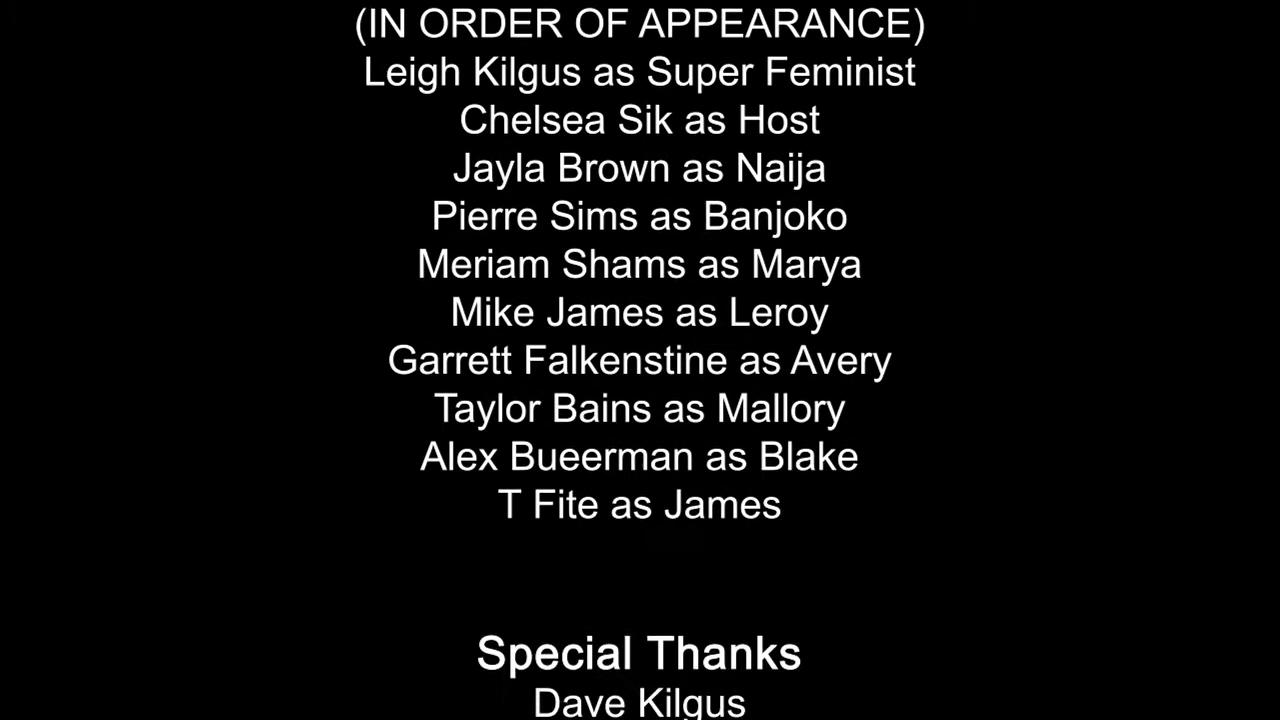 (IN ORDER OF APPEARANCE)
Leigh Kilgus as Super Feminist
Chelsea Sik as Host
Jayla Brown as Naija
Pierre Sims as Banjoko
Meriam Shams as Marya
Mike James as Leroy
Garrett Falkenstine as Avery
Taylor Bains as Mallory
Alex Bueerman as Blake
T Fite as James
Special Thanks
Dave Kilgus